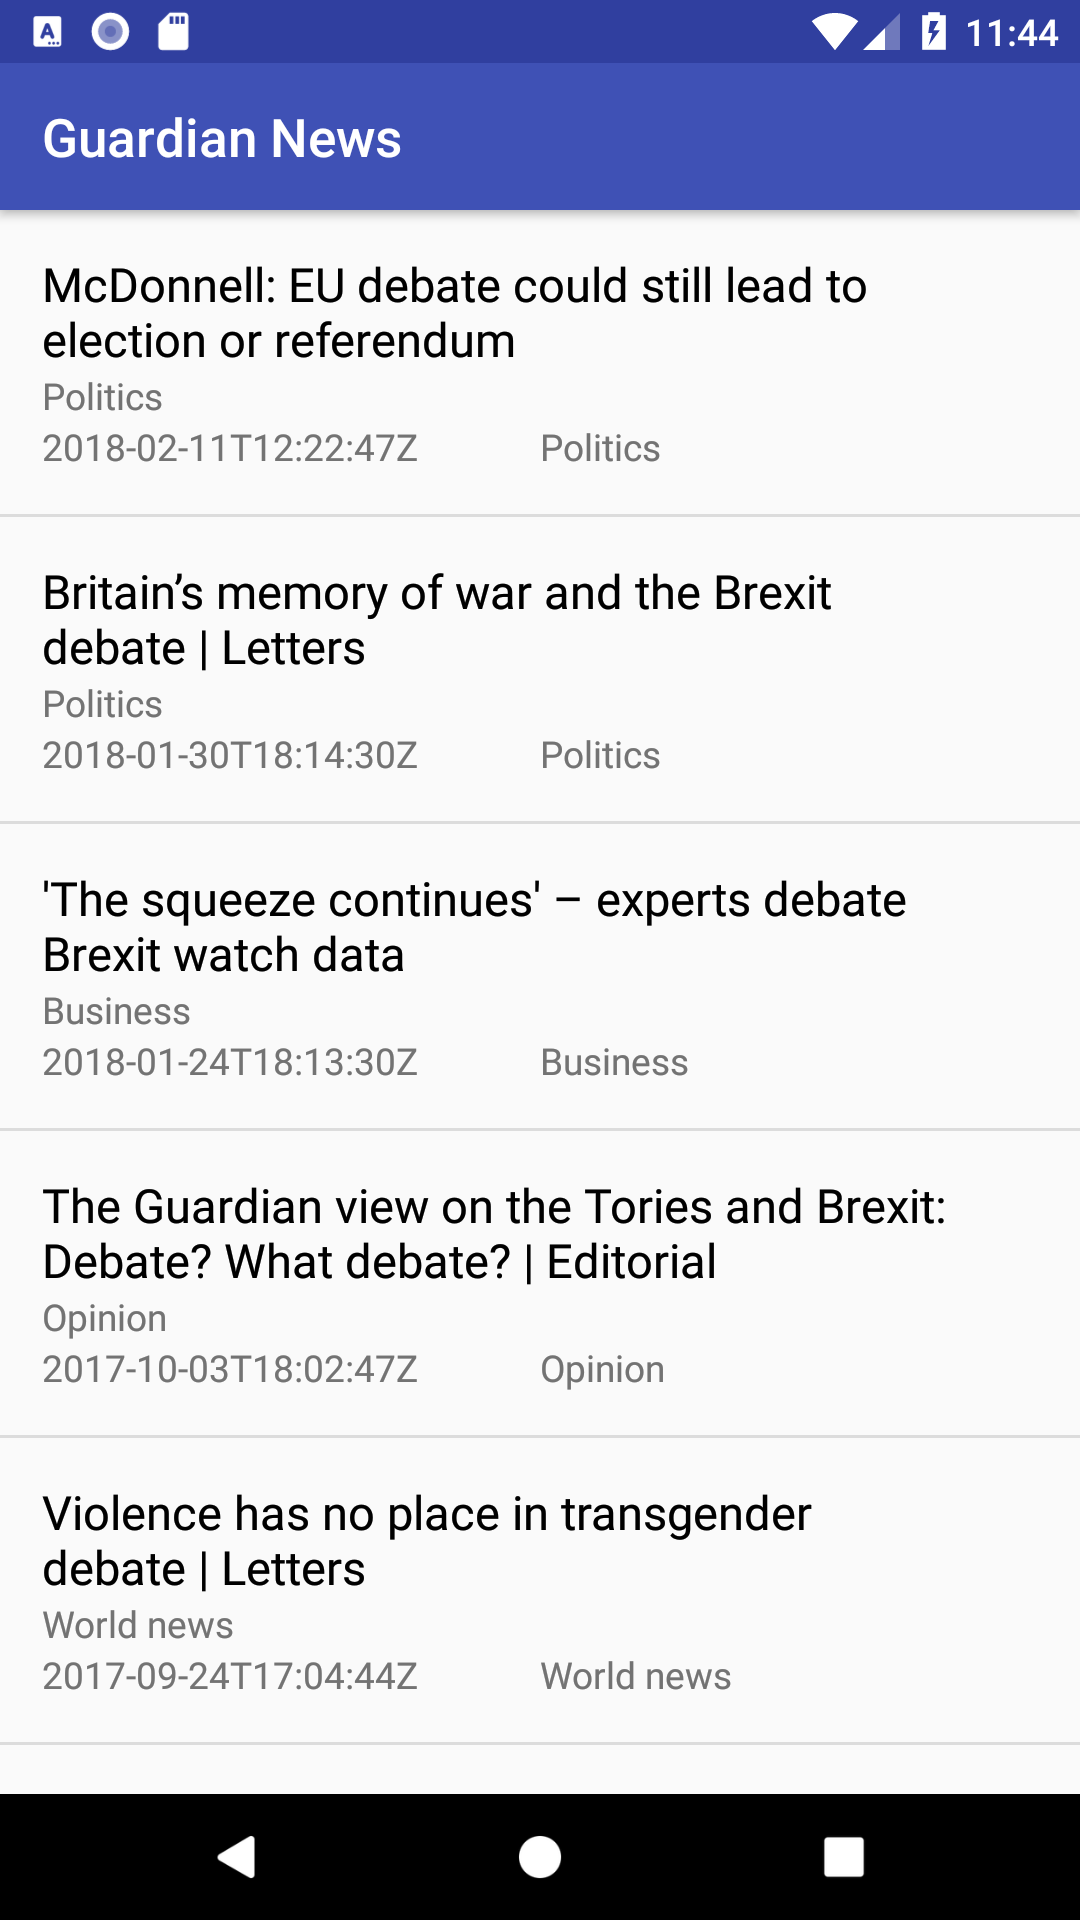 11:44
Guardian News
McDonnell: EU debate could still lead to
election or referendum
Politics
2018-02-11T12:22:47Z Politics
Britain’s memory of war and the Brexit
debate | Letters
Politics
2018-01-30T18:14:30Z Politics
'The squeeze continues' – experts debate
Brexit watch data
Business
2018-01-24T18:13:30Z Business
The Guardian view on the Tories and Brexit:
Debate? What debate? | Editorial
Opinion
2017-10-03T18:02:47Z Opinion
Violence has no place in transgender
debate | Letters
World news
2017-09-24T17:04:44Z World news